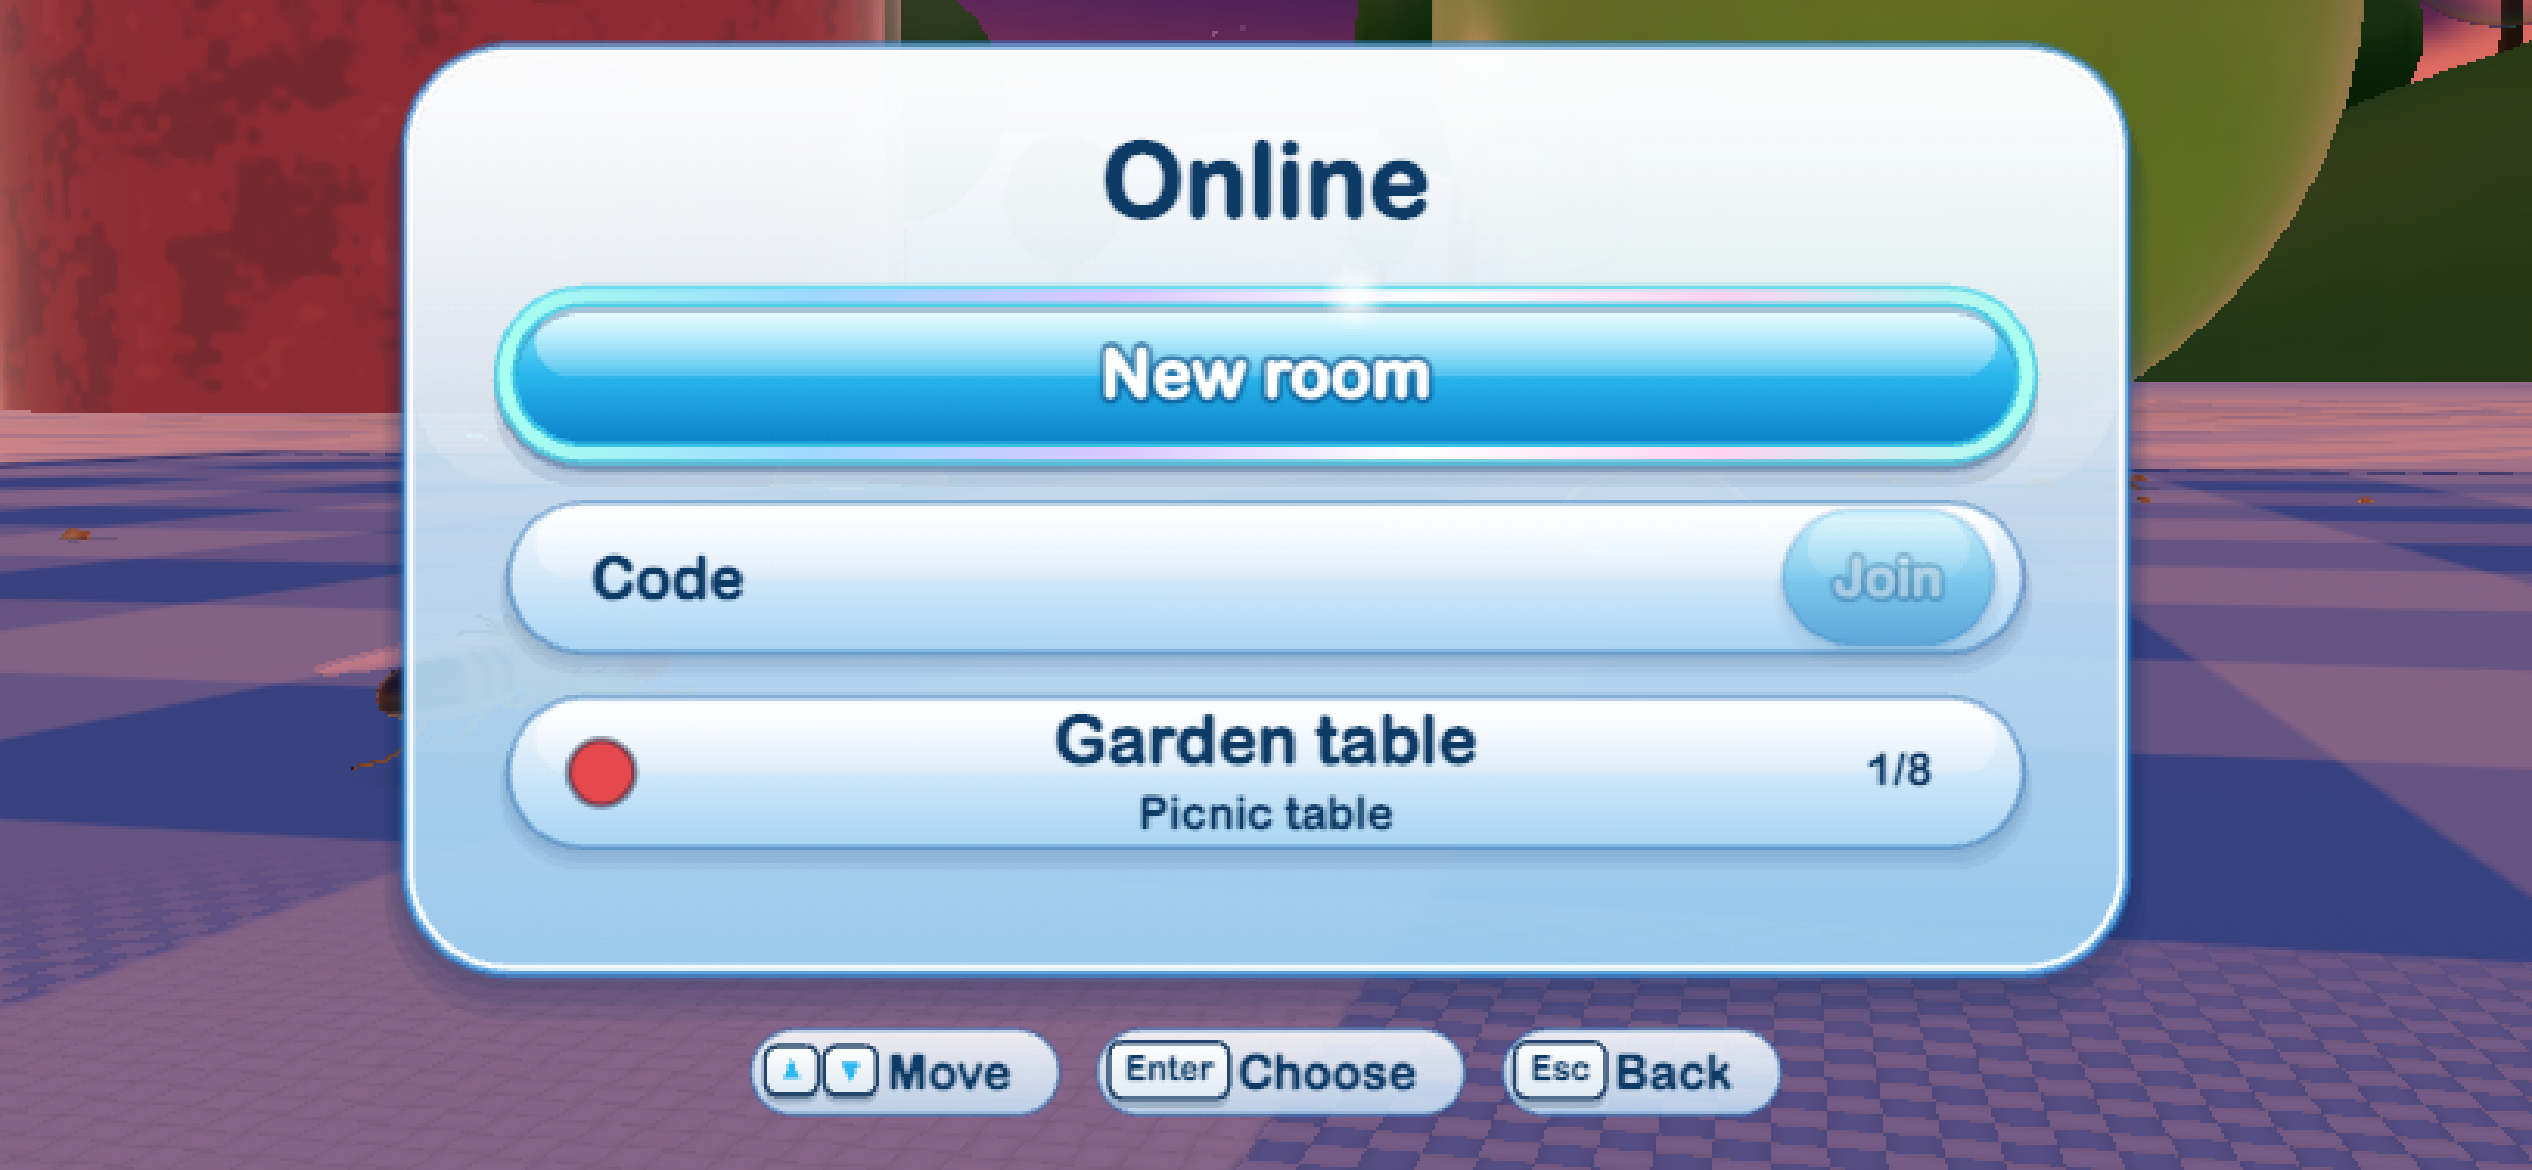 Online
New room
Code
Join
Garden table
Picnic table
1/8
Move
Enter Choose
Esc Back